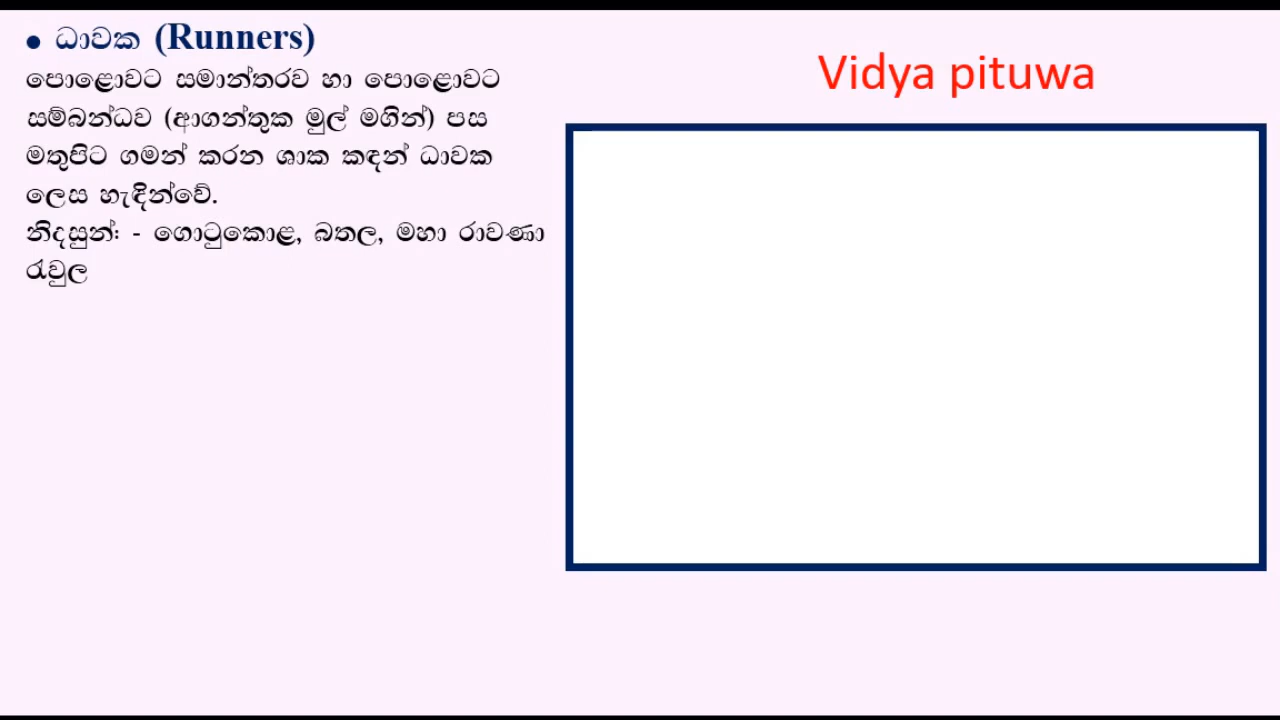 • ධාවක (Runners)
පොළොවට සමාන්තරව හා පොළොවට
සම්බන්ධව (ආගන්තුක මුල් මගින්) පස
මතුපිට ගමන් කරන ශාක කඳන් ධාවක
ලෙස හැඳින්වේ.
නිදසුන්: - ගොටුකොළ, බතල, මහා රාවණා
රැවුල
Vidya pituwa